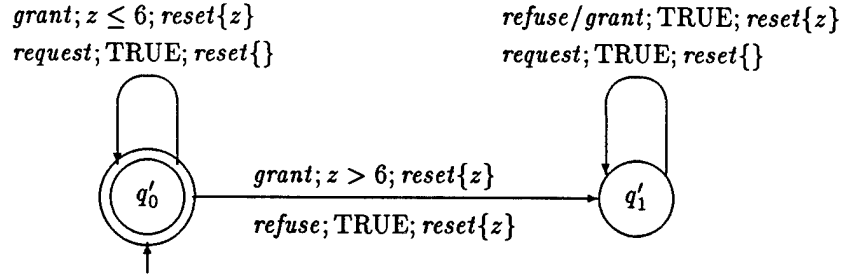 grant; z ≤ 6; reset{z}
request; TRUE; reset{}
refuse/grant; TRUE; reset{z}
request; TRUE; reset{}
q′₀
grant; z > 6; reset{z}
refuse; TRUE; reset{z}
q′₁